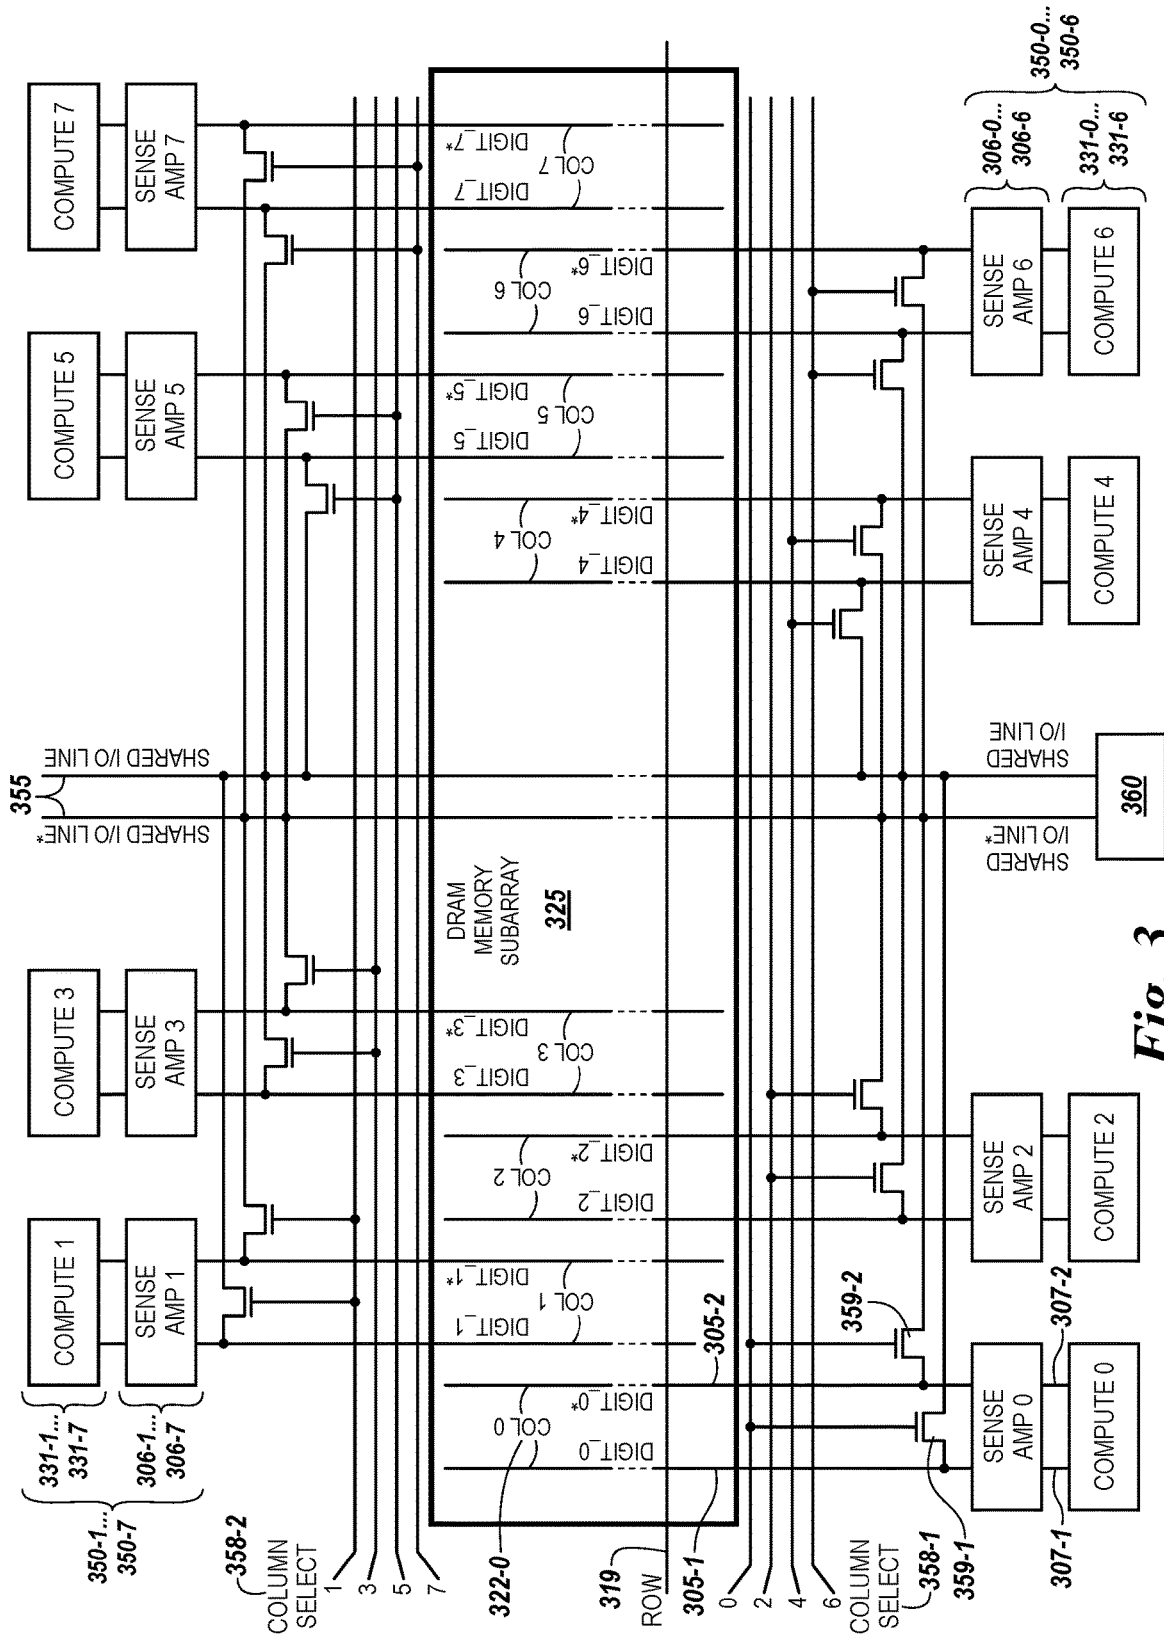 COMPUTE 1
COMPUTE 3
COMPUTE 5
COMPUTE 7
SENSE
AMP 1
SENSE
AMP 3
SENSE
AMP 5
SENSE
AMP 7
331-1...
331-7
306-1...
306-7
350-1...
350-7
355
SHARED I/O LINE*
SHARED I/O LINE
358-2
COLUMN
SELECT
1
3
5
7
DRAM
MEMORY
SUBARRAY
325
322-0
COL 0
DIGIT_0
DIGIT_0*
COL 1
DIGIT_1
DIGIT_1*
COL 2
DIGIT_2
DIGIT_2*
COL 3
DIGIT_3
DIGIT_3*
COL 4
DIGIT_4
DIGIT_4*
COL 5
DIGIT_5
DIGIT_5*
COL 6
DIGIT_6
DIGIT_6*
COL 7
DIGIT_7
DIGIT_7*
319
ROW
305-1
305-2
0
2
4
6
COLUMN
SELECT
358-1
359-1
359-2
SHARED
I/O LINE*
SHARED
I/O LINE
SENSE
AMP 0
SENSE
AMP 2
SENSE
AMP 4
SENSE
AMP 6
307-1
307-2
COMPUTE 0
COMPUTE 2
COMPUTE 4
COMPUTE 6
306-0...
306-6
331-0...
331-6
350-0...
350-6
360
Fig. 3